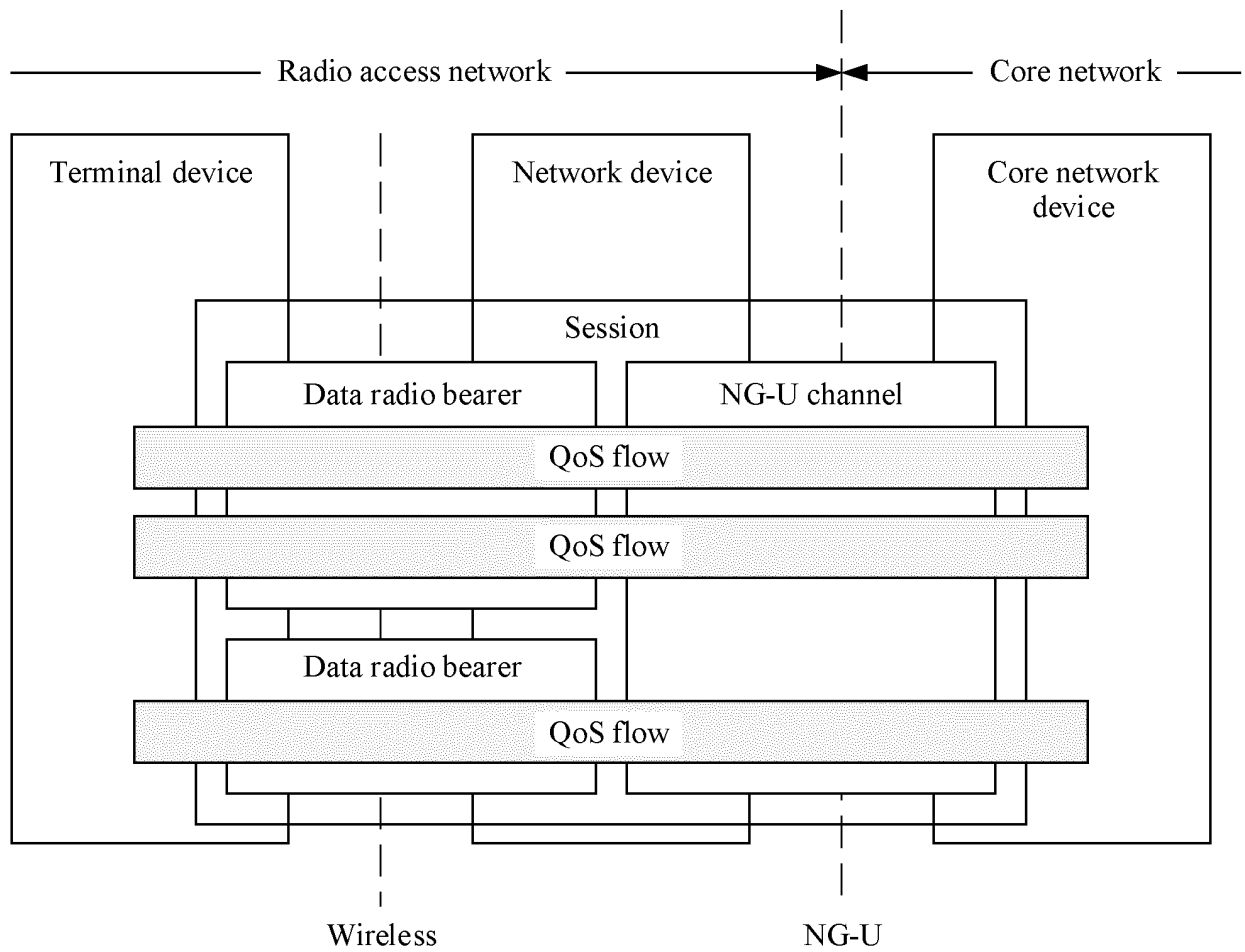 Radio access network
Core network
Terminal device
Network device
Core network
device
Session
Data radio bearer
NG-U channel
QoS flow
QoS flow
Data radio bearer
QoS flow
Wireless
NG-U